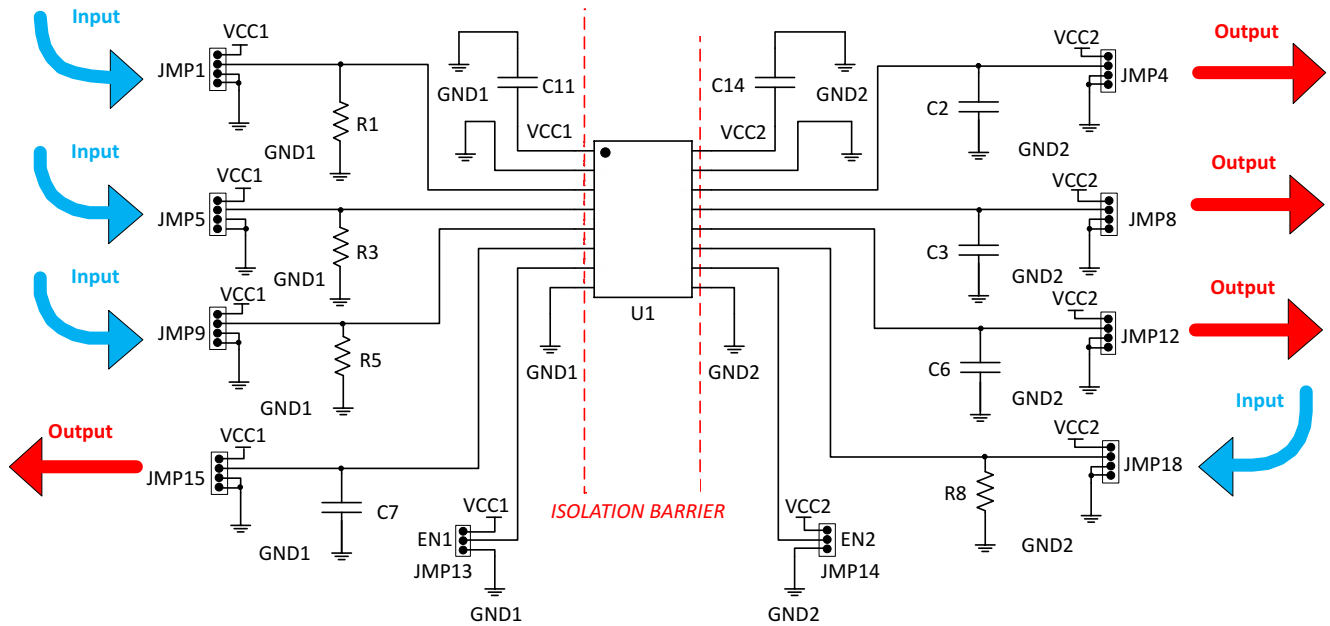 Input
VCC1
JMP1
R1
GND1
C11
GND1
VCC1
C14
GND2
VCC2
C2
GND2
VCC2
JMP4
Output
Input
VCC1
JMP5
R3
GND1
C3
GND2
VCC2
JMP8
Output
Input
VCC1
JMP9
R5
GND1
U1
GND1
GND2
C6
GND2
VCC2
JMP12
Output
Output
VCC1
JMP15
C7
GND1
VCC1
EN1
JMP13
GND1
ISOLATION BARRIER
VCC2
EN2
JMP14
GND2
R8
GND2
VCC2
JMP18
Input